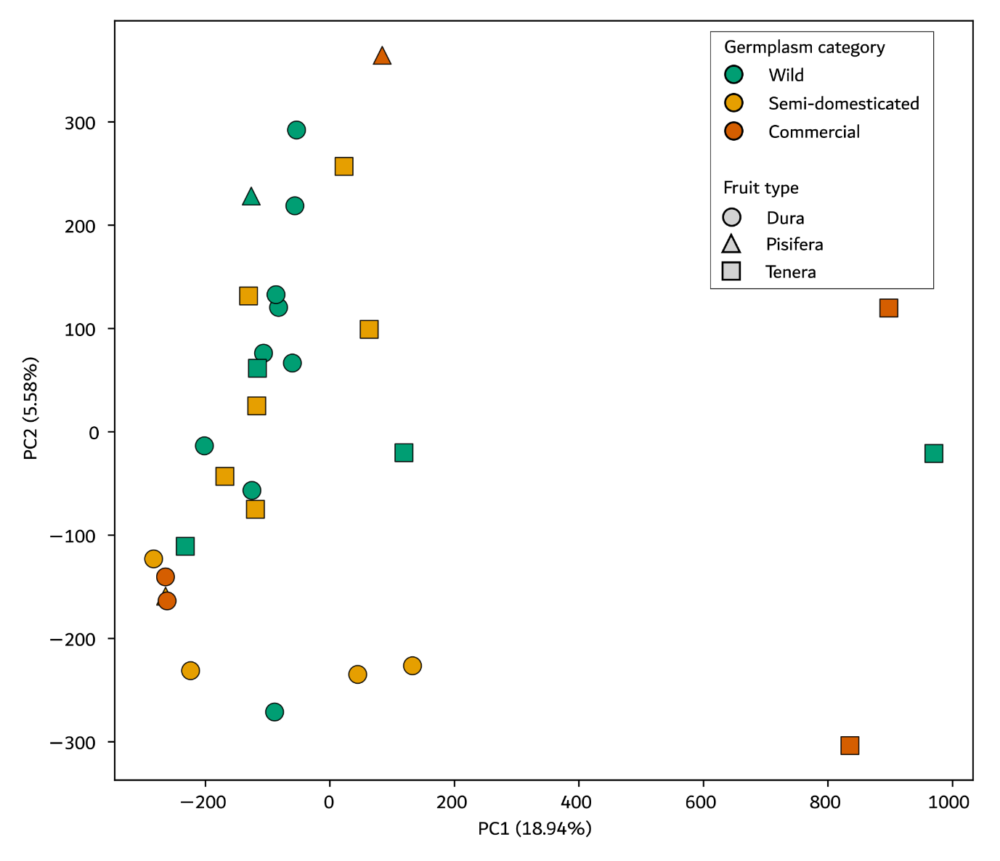 Germplasm category
Wild
Semi-domesticated
Commercial
Fruit type
Dura
Pisifera
Tenera
300
200
100
0
−100
−200
−300
PC2 (5.58%)
−200 0 200 400 600 800 1000
PC1 (18.94%)